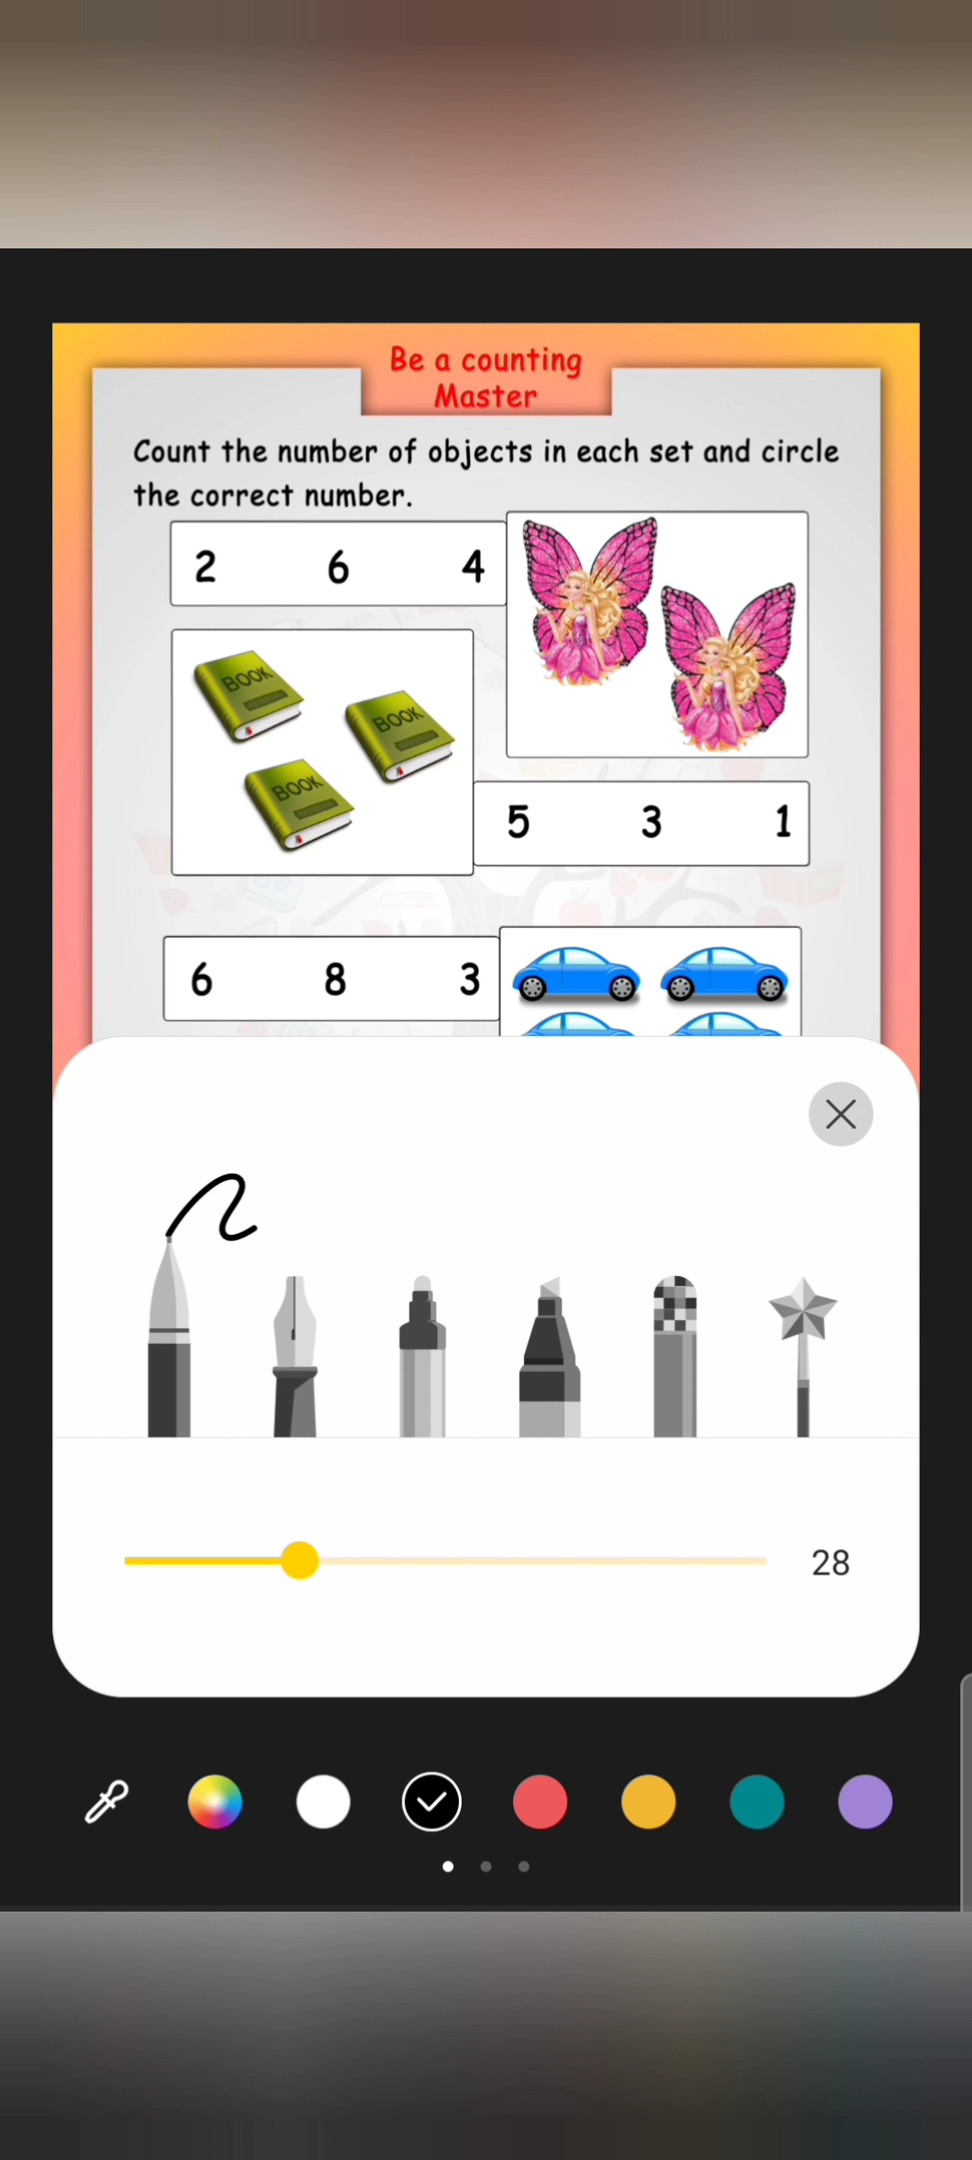 Be a counting
Master
Count the number of objects in each set and circle
the correct number.
2 6 4
BOOK
BOOK
BOOK
5 3 1
6 8 3
28